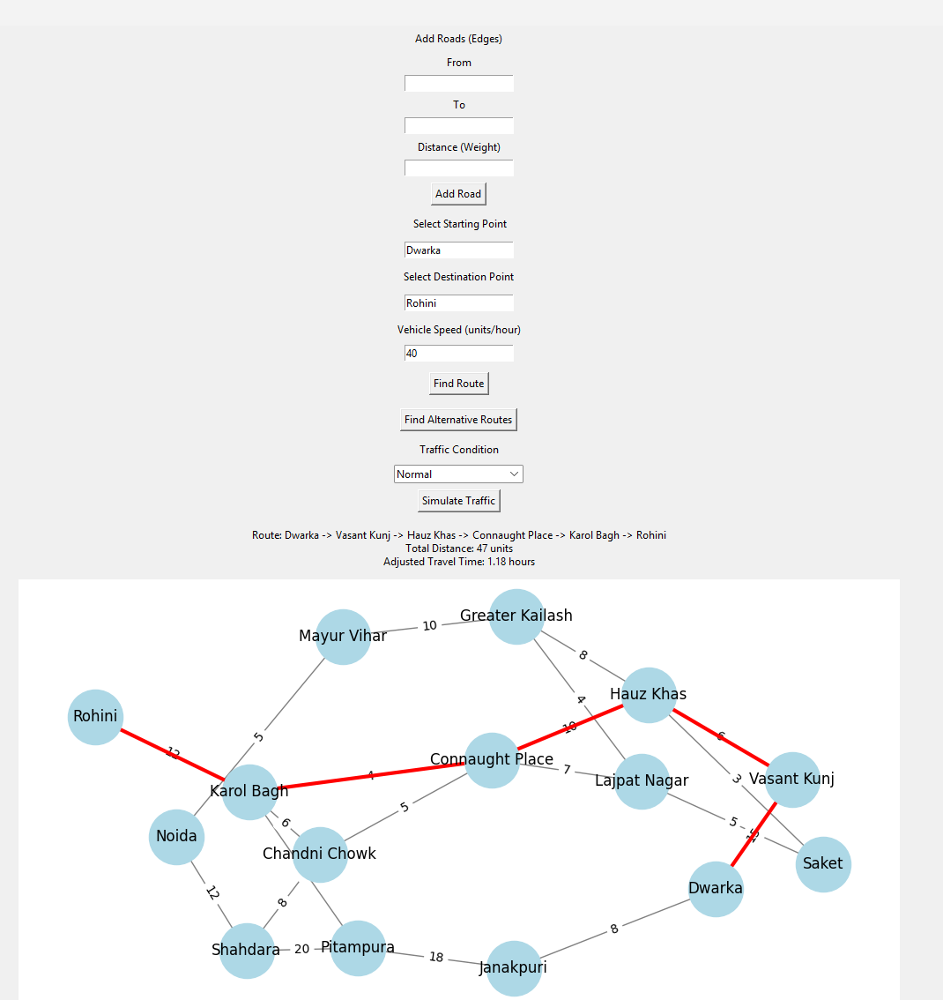 Add Roads (Edges)
From
To
Distance (Weight)
Add Road
Select Starting Point
Dwarka
Select Destination Point
Rohini
Vehicle Speed (units/hour)
40
Find Route
Find Alternative Routes
Traffic Condition
Normal
Simulate Traffic
Route: Dwarka -> Vasant Kunj -> Hauz Khas -> Connaught Place -> Karol Bagh -> Rohini
Total Distance: 47 units
Adjusted Travel Time: 1.18 hours
Greater Kailash
Mayur Vihar
10
8
Hauz Khas
4
Rohini
12
5
10
6
Connaught Place
7
Lajpat Nagar
3
Vasant Kunj
4
Karol Bagh
5
6
5
Noida
Chandni Chowk
Saket
12
8
Dwarka
Shahdara
20
Pitampura
18
Janakpuri
8